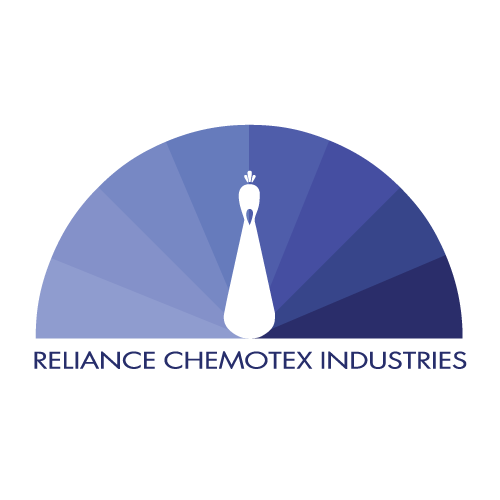 RELIANCE CHEMOTEX INDUSTRIES